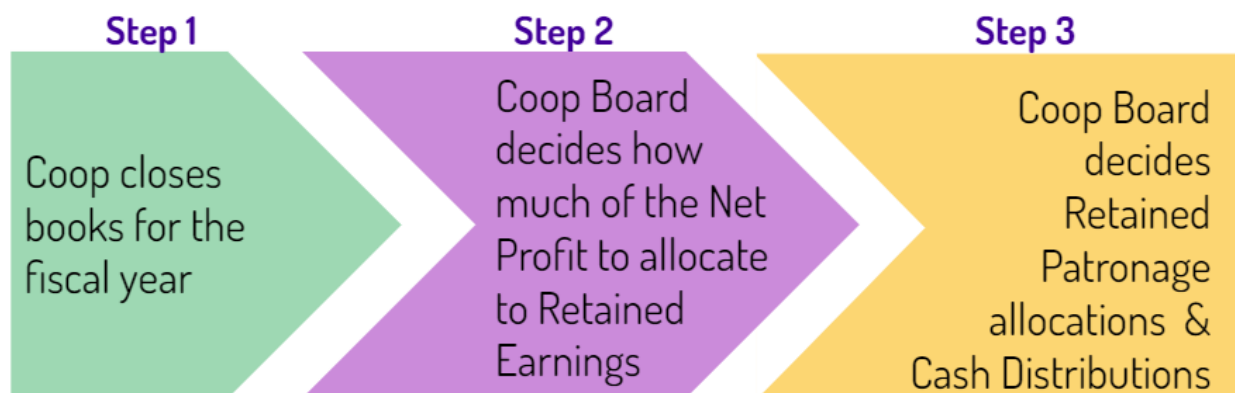 Step 1
Coop closes
books for the
fiscal year
Step 2
Coop Board
decides how
much of the Net
Profit to allocate
to Retained
Earnings
Step 3
Coop Board
decides
Retained
Patronage
allocations &
Cash Distributions